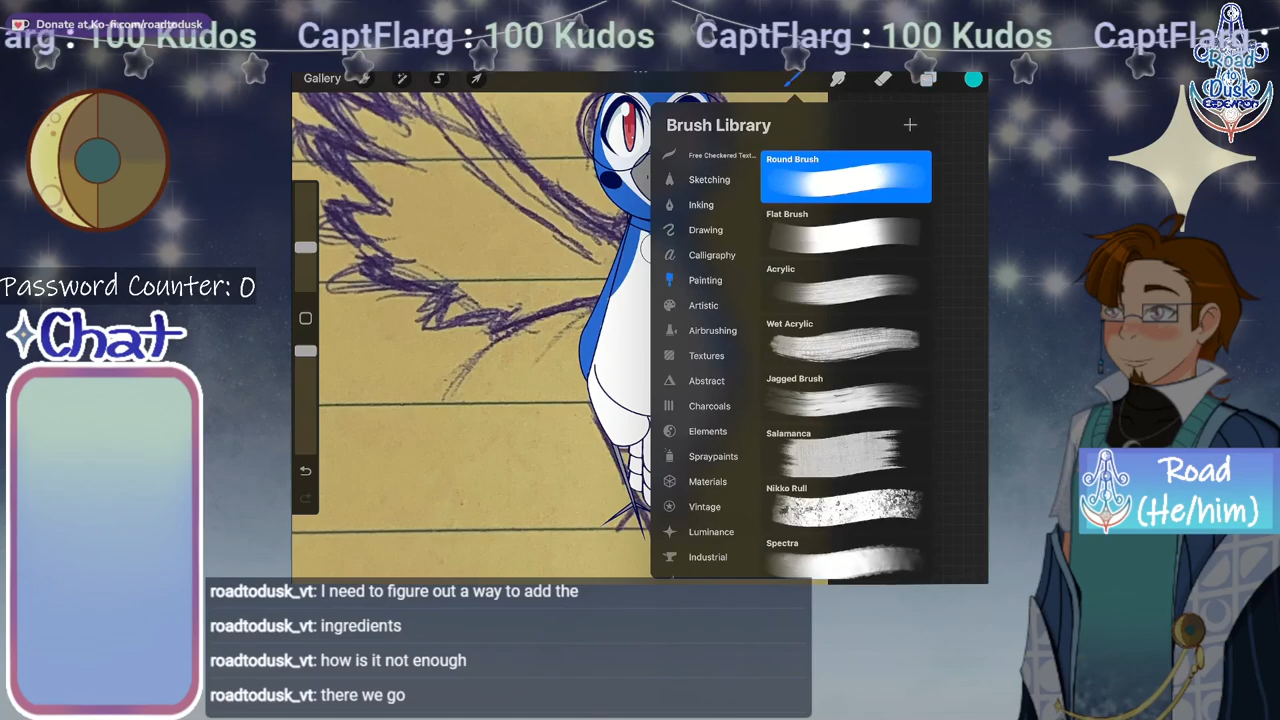 Donate at Ko-fi.com/roadtodusk
arg : 100 Kudos CaptFlarg : 100 Kudos CaptFlarg : 100 Kudos CaptFlarg :
Road
to
Dusk
Gallery
Brush Library
Free Checkered Text...
Sketching
Inking
Drawing
Calligraphy
Painting
Artistic
Airbrushing
Textures
Abstract
Charcoals
Elements
Spraypaints
Materials
Vintage
Luminance
Industrial
Round Brush
Flat Brush
Acrylic
Wet Acrylic
Jagged Brush
Salamanca
Nikko Rull
Spectra
Password Counter: 0
Chat
Road
(He/him)
roadtodusk_vt: I need to figure out a way to add the
roadtodusk_vt: ingredients
roadtodusk_vt: how is it not enough
roadtodusk_vt: there we go